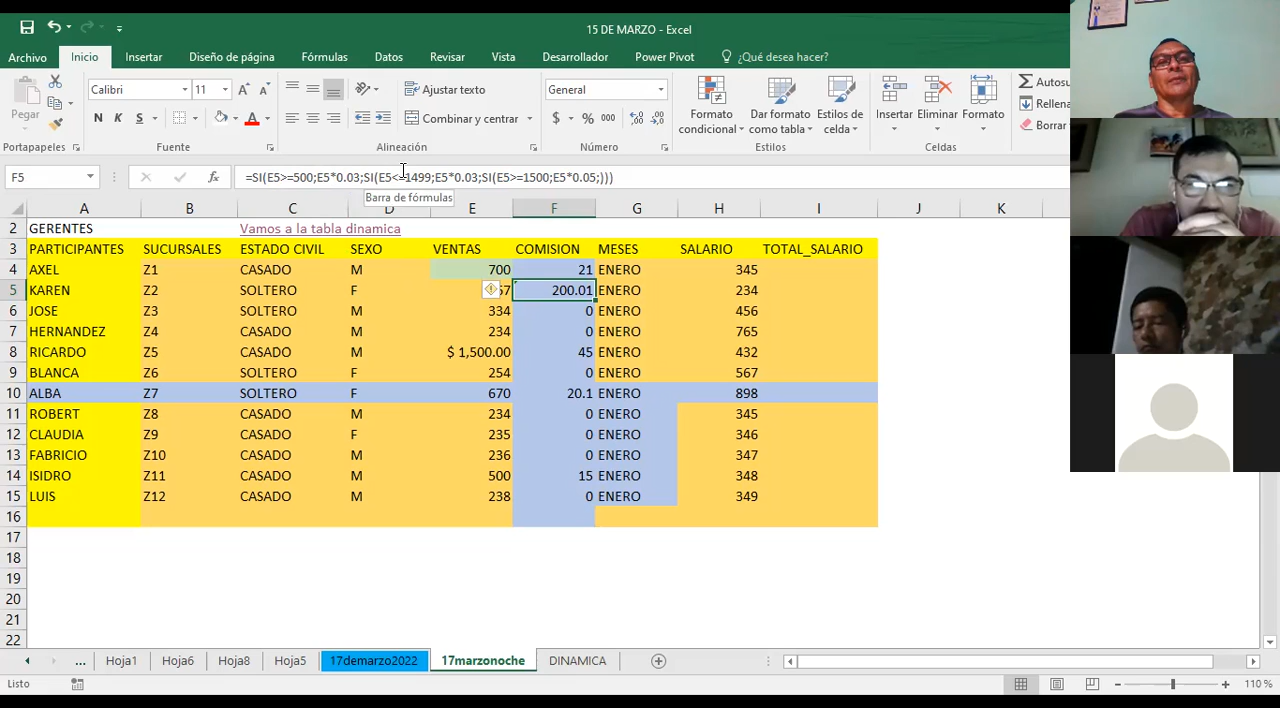 15 DE MARZO - Excel
Archivo Inicio Insertar Diseño de página Fórmulas Datos Revisar Vista Desarrollador Power Pivot ¿Qué desea hacer?
Pegar
Calibri 11
N K S
Ajustar texto
Combinar y centrar
General
$ % 000
Formato condicional
Dar formato como tabla
Estilos de celda
Insertar Eliminar Formato
Autosu
Rellena
Borrar
Portapapeles Fuente Alineación Número Estilos Celdas
F5 fx =SI(E5>=500;E5*0.03;SI(E5<=1499;E5*0.03;SI(E5>=1500;E5*0.05;)))
Barra de fórmulas
A B C D E F G H I J K
2 GERENTES Vamos a la tabla dinamica
3 PARTICIPANTES SUCURSALES ESTADO CIVIL SEXO VENTAS COMISION MESES SALARIO TOTAL_SALARIO
4 AXEL Z1 CASADO M 700 21 ENERO 345
5 KAREN Z2 SOLTERO F 67 200.01 ENERO 234
6 JOSE Z3 SOLTERO M 334 0 ENERO 456
7 HERNANDEZ Z4 CASADO M 234 0 ENERO 765
8 RICARDO Z5 CASADO M $ 1,500.00 45 ENERO 432
9 BLANCA Z6 SOLTERO F 254 0 ENERO 567
10 ALBA Z7 SOLTERO F 670 20.1 ENERO 898
11 ROBERT Z8 CASADO M 234 0 ENERO 345
12 CLAUDIA Z9 CASADO F 235 0 ENERO 346
13 FABRICIO Z10 CASADO M 236 0 ENERO 347
14 ISIDRO Z11 CASADO M 500 15 ENERO 348
15 LUIS Z12 CASADO M 238 0 ENERO 349
16
17
18
19
20
21
22
... Hoja1 Hoja6 Hoja8 Hoja5 17demarzo2022 17marzonoche DINAMICA
Listo 110 %